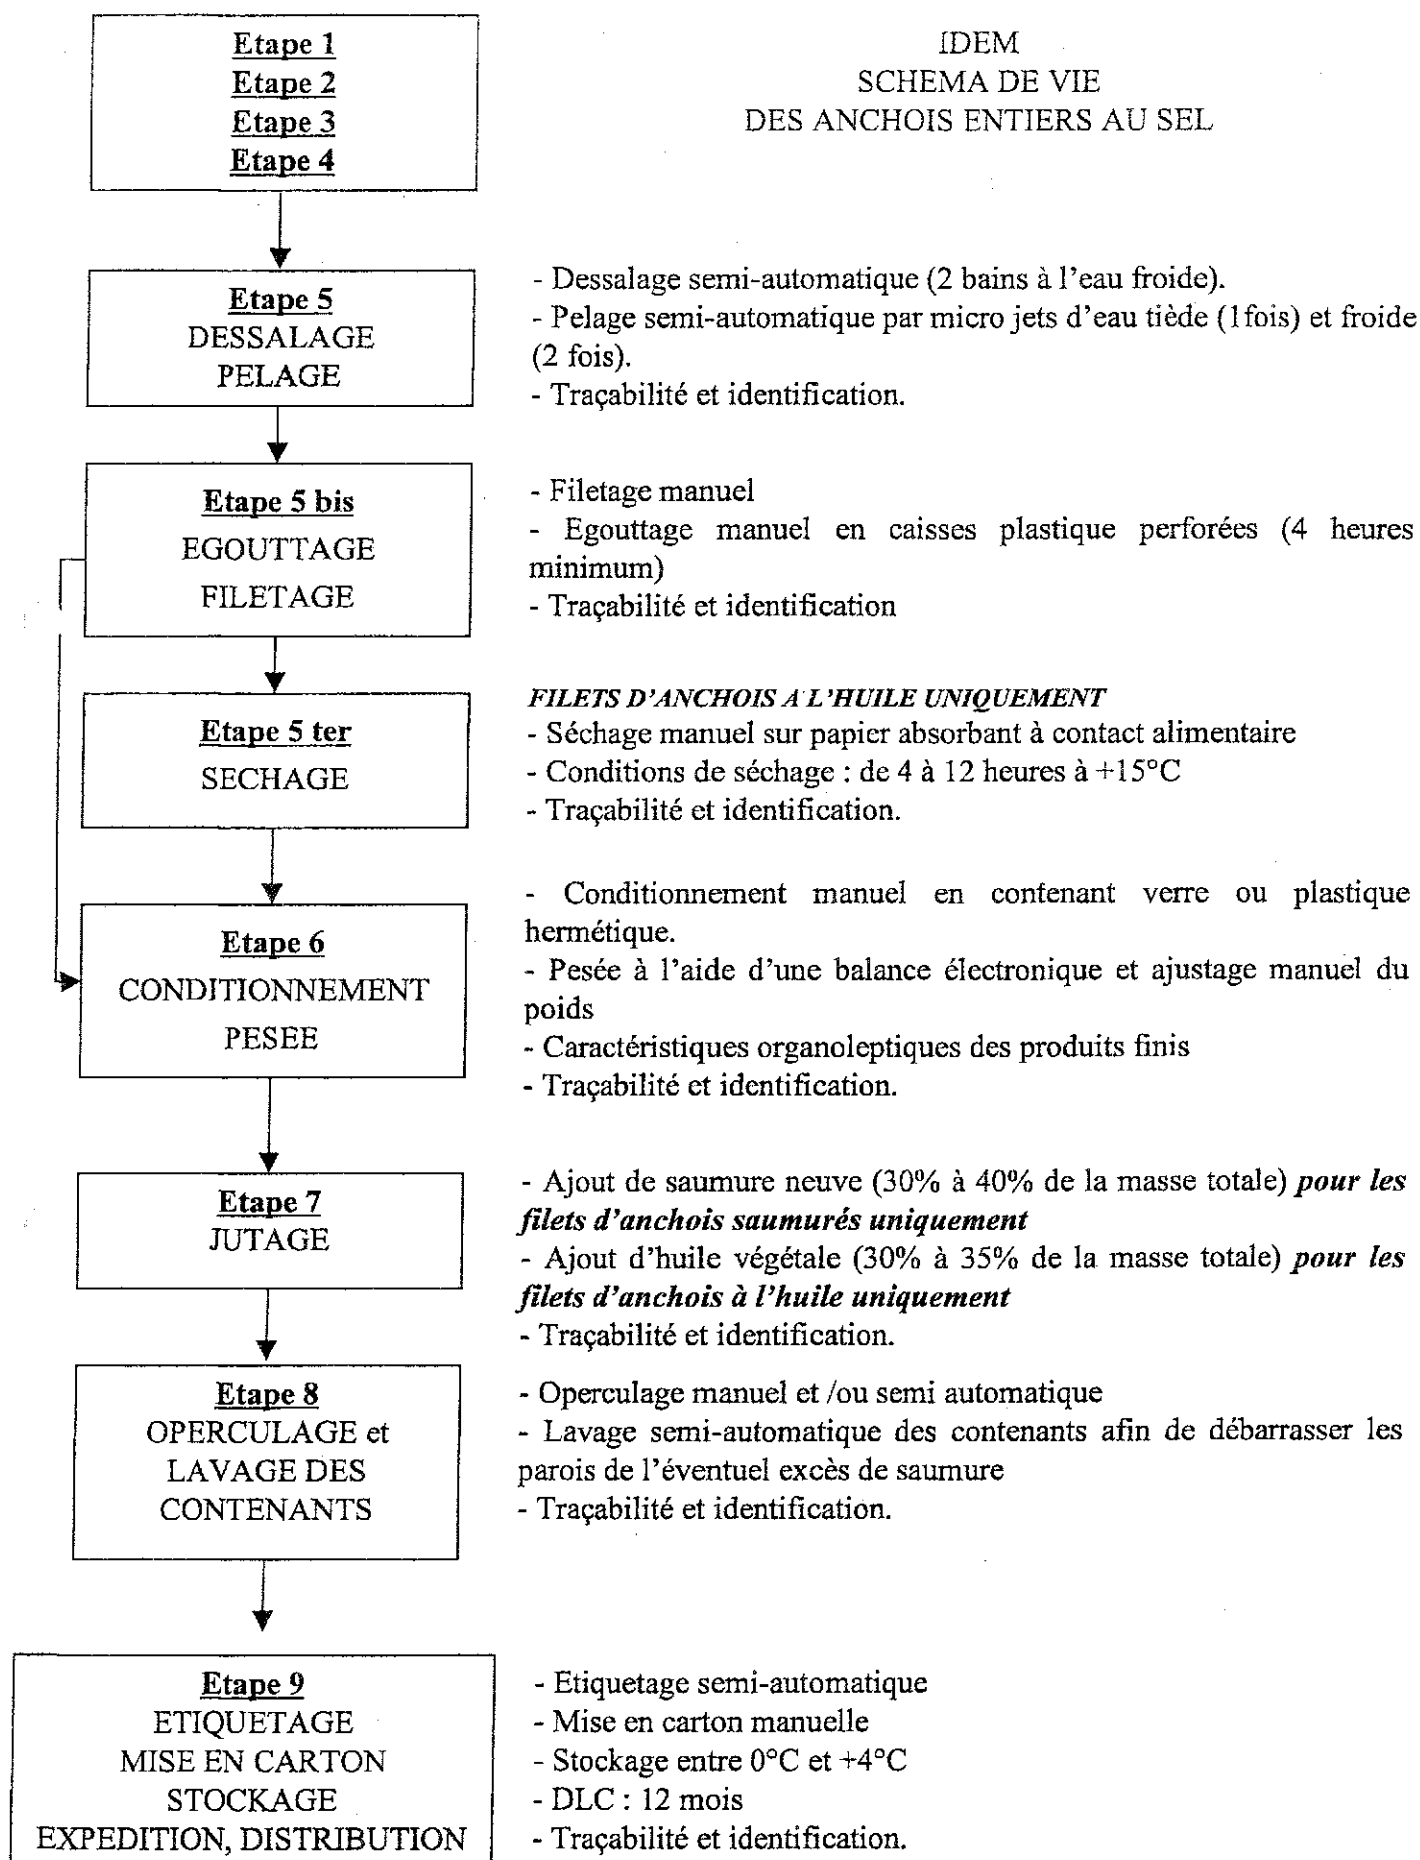 Etape 1
Etape 2
Etape 3
Etape 4
IDEM
SCHEMA DE VIE
DES ANCHOIS ENTIERS AU SEL
Etape 5
DESSALAGE
PELAGE
- Dessalage semi-automatique (2 bains à l'eau froide).
- Pelage semi-automatique par micro jets d'eau tiède (1fois) et froide
(2 fois).
- Traçabilité et identification.
Etape 5 bis
EGOUTTAGE
FILETAGE
- Filetage manuel
- Egouttage manuel en caisses plastique perforées (4 heures
minimum)
- Traçabilité et identification
Etape 5 ter
SECHAGE
FILETS D'ANCHOIS A L'HUILE UNIQUEMENT
- Séchage manuel sur papier absorbant à contact alimentaire
- Conditions de séchage : de 4 à 12 heures à +15°C
- Traçabilité et identification.
Etape 6
CONDITIONNEMENT
PESEE
- Conditionnement manuel en contenant verre ou plastique
hermétique.
- Pesée à l'aide d'une balance électronique et ajustage manuel du
poids
- Caractéristiques organoleptiques des produits finis
- Traçabilité et identification.
Etape 7
JUTAGE
- Ajout de saumure neuve (30% à 40% de la masse totale) pour les
filets d'anchois saumurés uniquement
- Ajout d'huile végétale (30% à 35% de la masse totale) pour les
filets d'anchois à l'huile uniquement
- Traçabilité et identification.
Etape 8
OPERCULAGE et
LAVAGE DES
CONTENANTS
- Operculage manuel et /ou semi automatique
- Lavage semi-automatique des contenants afin de débarrasser les
parois de l'éventuel excès de saumure
- Traçabilité et identification.
Etape 9
ETIQUETAGE
MISE EN CARTON
STOCKAGE
EXPEDITION, DISTRIBUTION
- Etiquetage semi-automatique
- Mise en carton manuelle
- Stockage entre 0°C et +4°C
- DLC : 12 mois
- Traçabilité et identification.